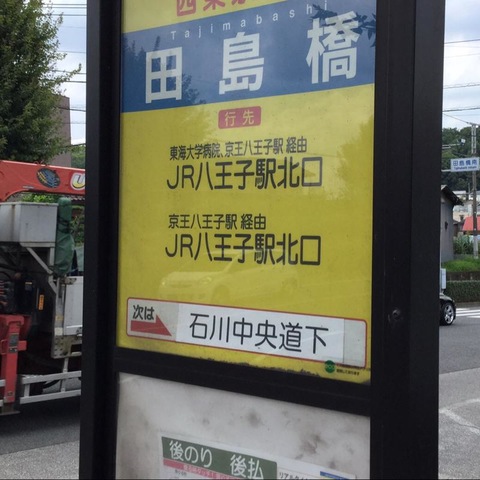 Tajimabashi
田島橋
行先
東海大学病院、京王八王子駅 経由
JR八王子駅北口
京王八王子駅 経由
JR八王子駅北口
次は
石川中央道下
後のり 後払